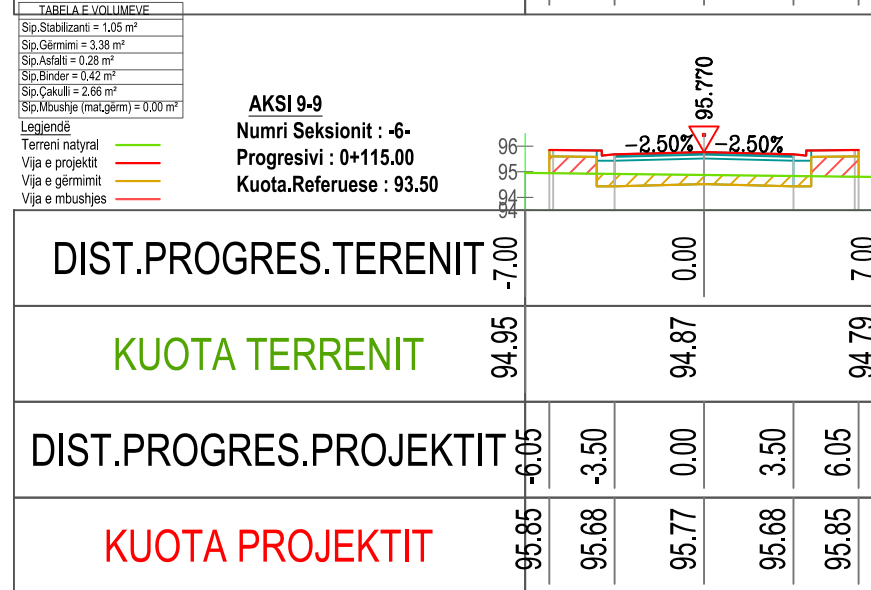 TABELA E VOLUMEVE
Sip.Stabilizanti = 1.05 m²
Sip.Gërmimi = 3.38 m²
Sip.Asfalti = 0.28 m²
Sip.Binder = 0.42 m²
Sip.Çakulli = 2.66 m²
Sip.Mbushje (mat.gërm) = 0.00 m²
Legjendë
Terreni natyral
Vija e projektit
Vija e gërmimit
Vija e mbushjes
AKSI 9-9
Numri Seksionit : -6-
Progresivi : 0+115.00
Kuota.Referuese : 93.50
95.770
-2.50% -2.50%
96
95
94
94
DIST.PROGRES.TERENIT -7.00 0.00 7.00
KUOTA TERRENIT 94.95 94.87 94.79
DIST.PROGRES.PROJEKTIT -6.05 -3.50 0.00 3.50 6.05
KUOTA PROJEKTIT 95.85 95.68 95.77 95.68 95.85